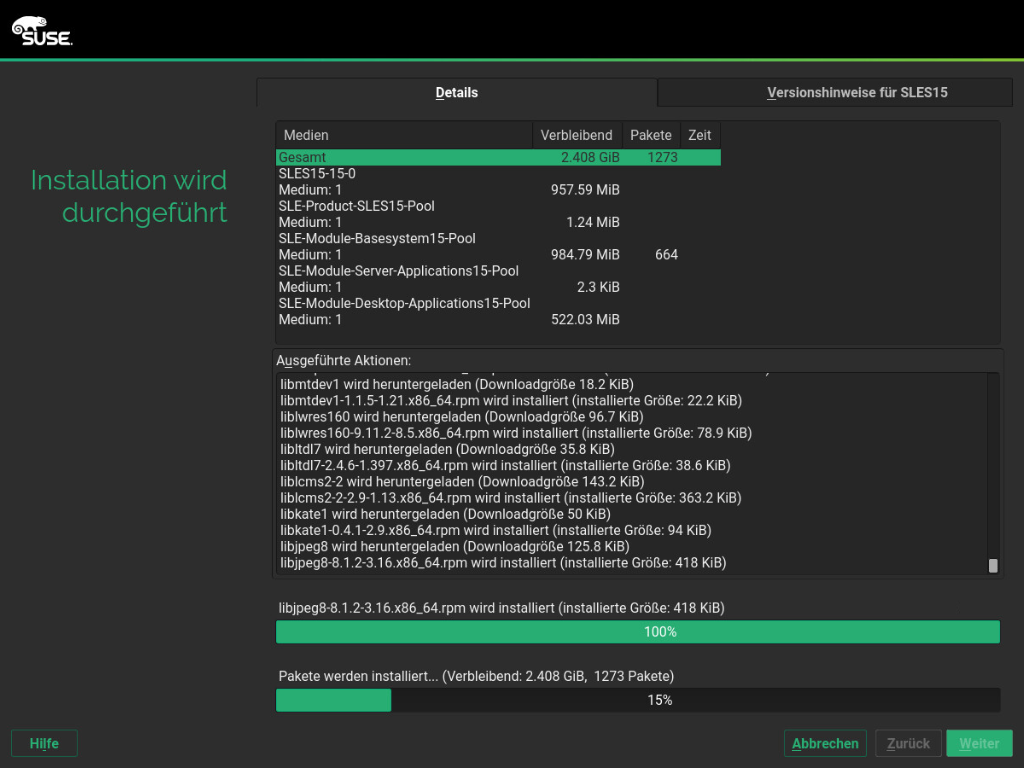 SUSE
Details
Versionshinweise für SLES15
Installation wird
durchgeführt
Medien Verbleibend Pakete Zeit
Gesamt 2.408 GiB 1273
SLES15-15-0
Medium: 1 957.59 MiB
SLE-Product-SLES15-Pool
Medium: 1 1.24 MiB
SLE-Module-Basesystem15-Pool
Medium: 1 984.79 MiB 664
SLE-Module-Server-Applications15-Pool
Medium: 1 2.3 KiB
SLE-Module-Desktop-Applications15-Pool
Medium: 1 522.03 MiB
Ausgeführte Aktionen:
libmtdev1 wird heruntergeladen (Downloadgröße 18.2 KiB)
libmtdev1-1.1.5-1.21.x86_64.rpm wird installiert (installierte Größe: 22.2 KiB)
liblwres160 wird heruntergeladen (Downloadgröße 96.7 KiB)
liblwres160-9.11.2-8.5.x86_64.rpm wird installiert (installierte Größe: 78.9 KiB)
libltdl7 wird heruntergeladen (Downloadgröße 35.8 KiB)
libltdl7-2.4.6-1.397.x86_64.rpm wird installiert (installierte Größe: 38.6 KiB)
liblcms2-2 wird heruntergeladen (Downloadgröße 143.2 KiB)
liblcms2-2-2.9-1.13.x86_64.rpm wird installiert (installierte Größe: 363.2 KiB)
libkate1 wird heruntergeladen (Downloadgröße 50 KiB)
libkate1-0.4.1-2.9.x86_64.rpm wird installiert (installierte Größe: 94 KiB)
libjpeg8 wird heruntergeladen (Downloadgröße 125.8 KiB)
libjpeg8-8.1.2-3.16.x86_64.rpm wird installiert (installierte Größe: 418 KiB)
libjpeg8-8.1.2-3.16.x86_64.rpm wird installiert (installierte Größe: 418 KiB)
100%
Pakete werden installiert... (Verbleibend: 2.408 GiB, 1273 Pakete)
15%
Hilfe
Abbrechen
Zurück
Weiter